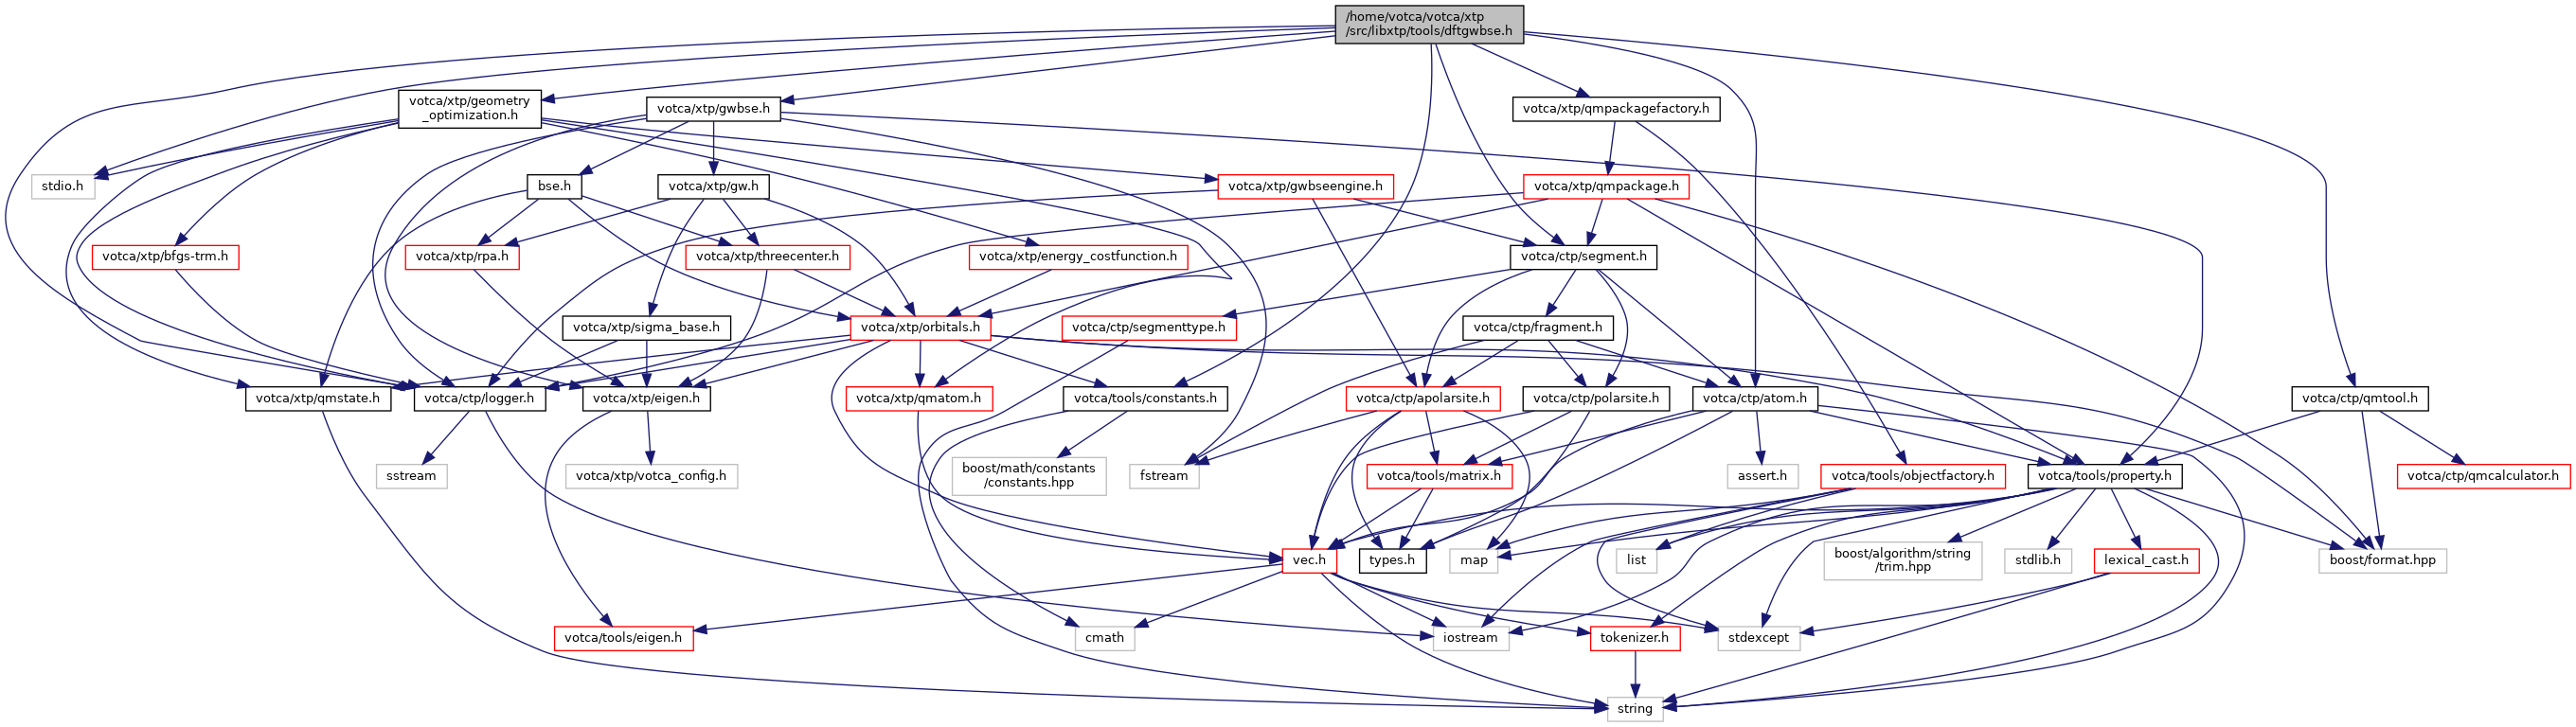 /home/votca/votca/xtp
/src/libxtp/tools/dftgwbse.h
votca/xtp/geometry
_optimization.h
votca/xtp/gwbse.h
votca/xtp/qmpackagefactory.h
stdio.h
bse.h
votca/xtp/gw.h
votca/xtp/gwbseengine.h
votca/xtp/qmpackage.h
votca/xtp/bfgs-trm.h
votca/xtp/rpa.h
votca/xtp/threecenter.h
votca/xtp/energy_costfunction.h
votca/ctp/segment.h
votca/xtp/sigma_base.h
votca/xtp/orbitals.h
votca/ctp/segmenttype.h
votca/ctp/fragment.h
votca/xtp/qmstate.h
votca/ctp/logger.h
votca/xtp/eigen.h
votca/xtp/qmatom.h
votca/tools/constants.h
votca/ctp/apolarsite.h
votca/ctp/polarsite.h
votca/ctp/atom.h
votca/ctp/qmtool.h
sstream
votca/xtp/votca_config.h
boost/math/constants
/constants.hpp
fstream
votca/tools/matrix.h
assert.h
votca/tools/objectfactory.h
votca/tools/property.h
votca/ctp/qmcalculator.h
vec.h
types.h
map
list
boost/algorithm/string
/trim.hpp
stdlib.h
lexical_cast.h
boost/format.hpp
votca/tools/eigen.h
cmath
iostream
tokenizer.h
stdexcept
string